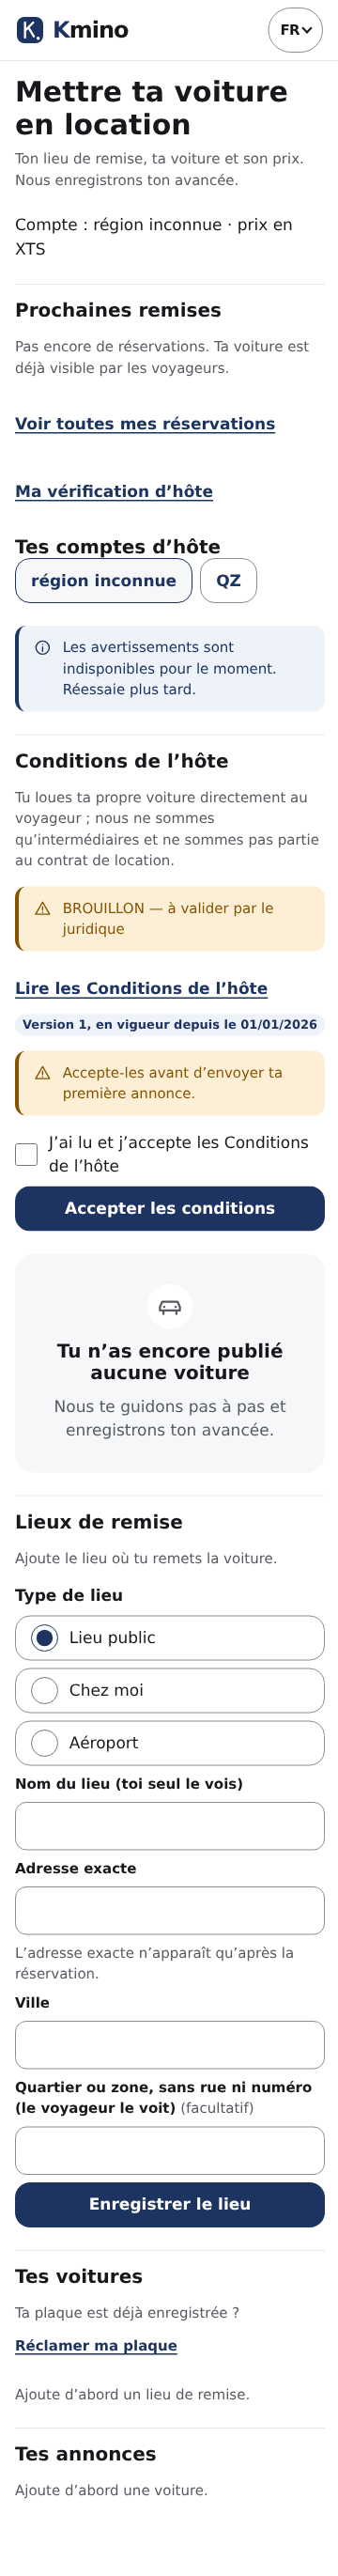 Kmino
FR
Mettre ta voiture
en location
Ton lieu de remise, ta voiture et son prix.
Nous enregistrons ton avancée.
Compte : région inconnue · prix en
XTS
Prochaines remises
Pas encore de réservations. Ta voiture est
déjà visible par les voyageurs.
Voir toutes mes réservations
Ma vérification d’hôte
Tes comptes d’hôte
région inconnue
QZ
Les avertissements sont
indisponibles pour le moment.
Réessaie plus tard.
Conditions de l’hôte
Tu loues ta propre voiture directement au
voyageur ; nous ne sommes
qu’intermédiaires et ne sommes pas partie
au contrat de location.
BROUILLON — à valider par le
juridique
Lire les Conditions de l’hôte
Version 1, en vigueur depuis le 01/01/2026
Accepte-les avant d’envoyer ta
première annonce.
J’ai lu et j’accepte les Conditions
de l’hôte
Accepter les conditions
Tu n’as encore publié
aucune voiture
Nous te guidons pas à pas et
enregistrons ton avancée.
Lieux de remise
Ajoute le lieu où tu remets la voiture.
Type de lieu
Lieu public
Chez moi
Aéroport
Nom du lieu (toi seul le vois)
Adresse exacte
L’adresse exacte n’apparaît qu’après la
réservation.
Ville
Quartier ou zone, sans rue ni numéro
(le voyageur le voit) (facultatif)
Enregistrer le lieu
Tes voitures
Ta plaque est déjà enregistrée ?
Réclamer ma plaque
Ajoute d’abord un lieu de remise.
Tes annonces
Ajoute d’abord une voiture.